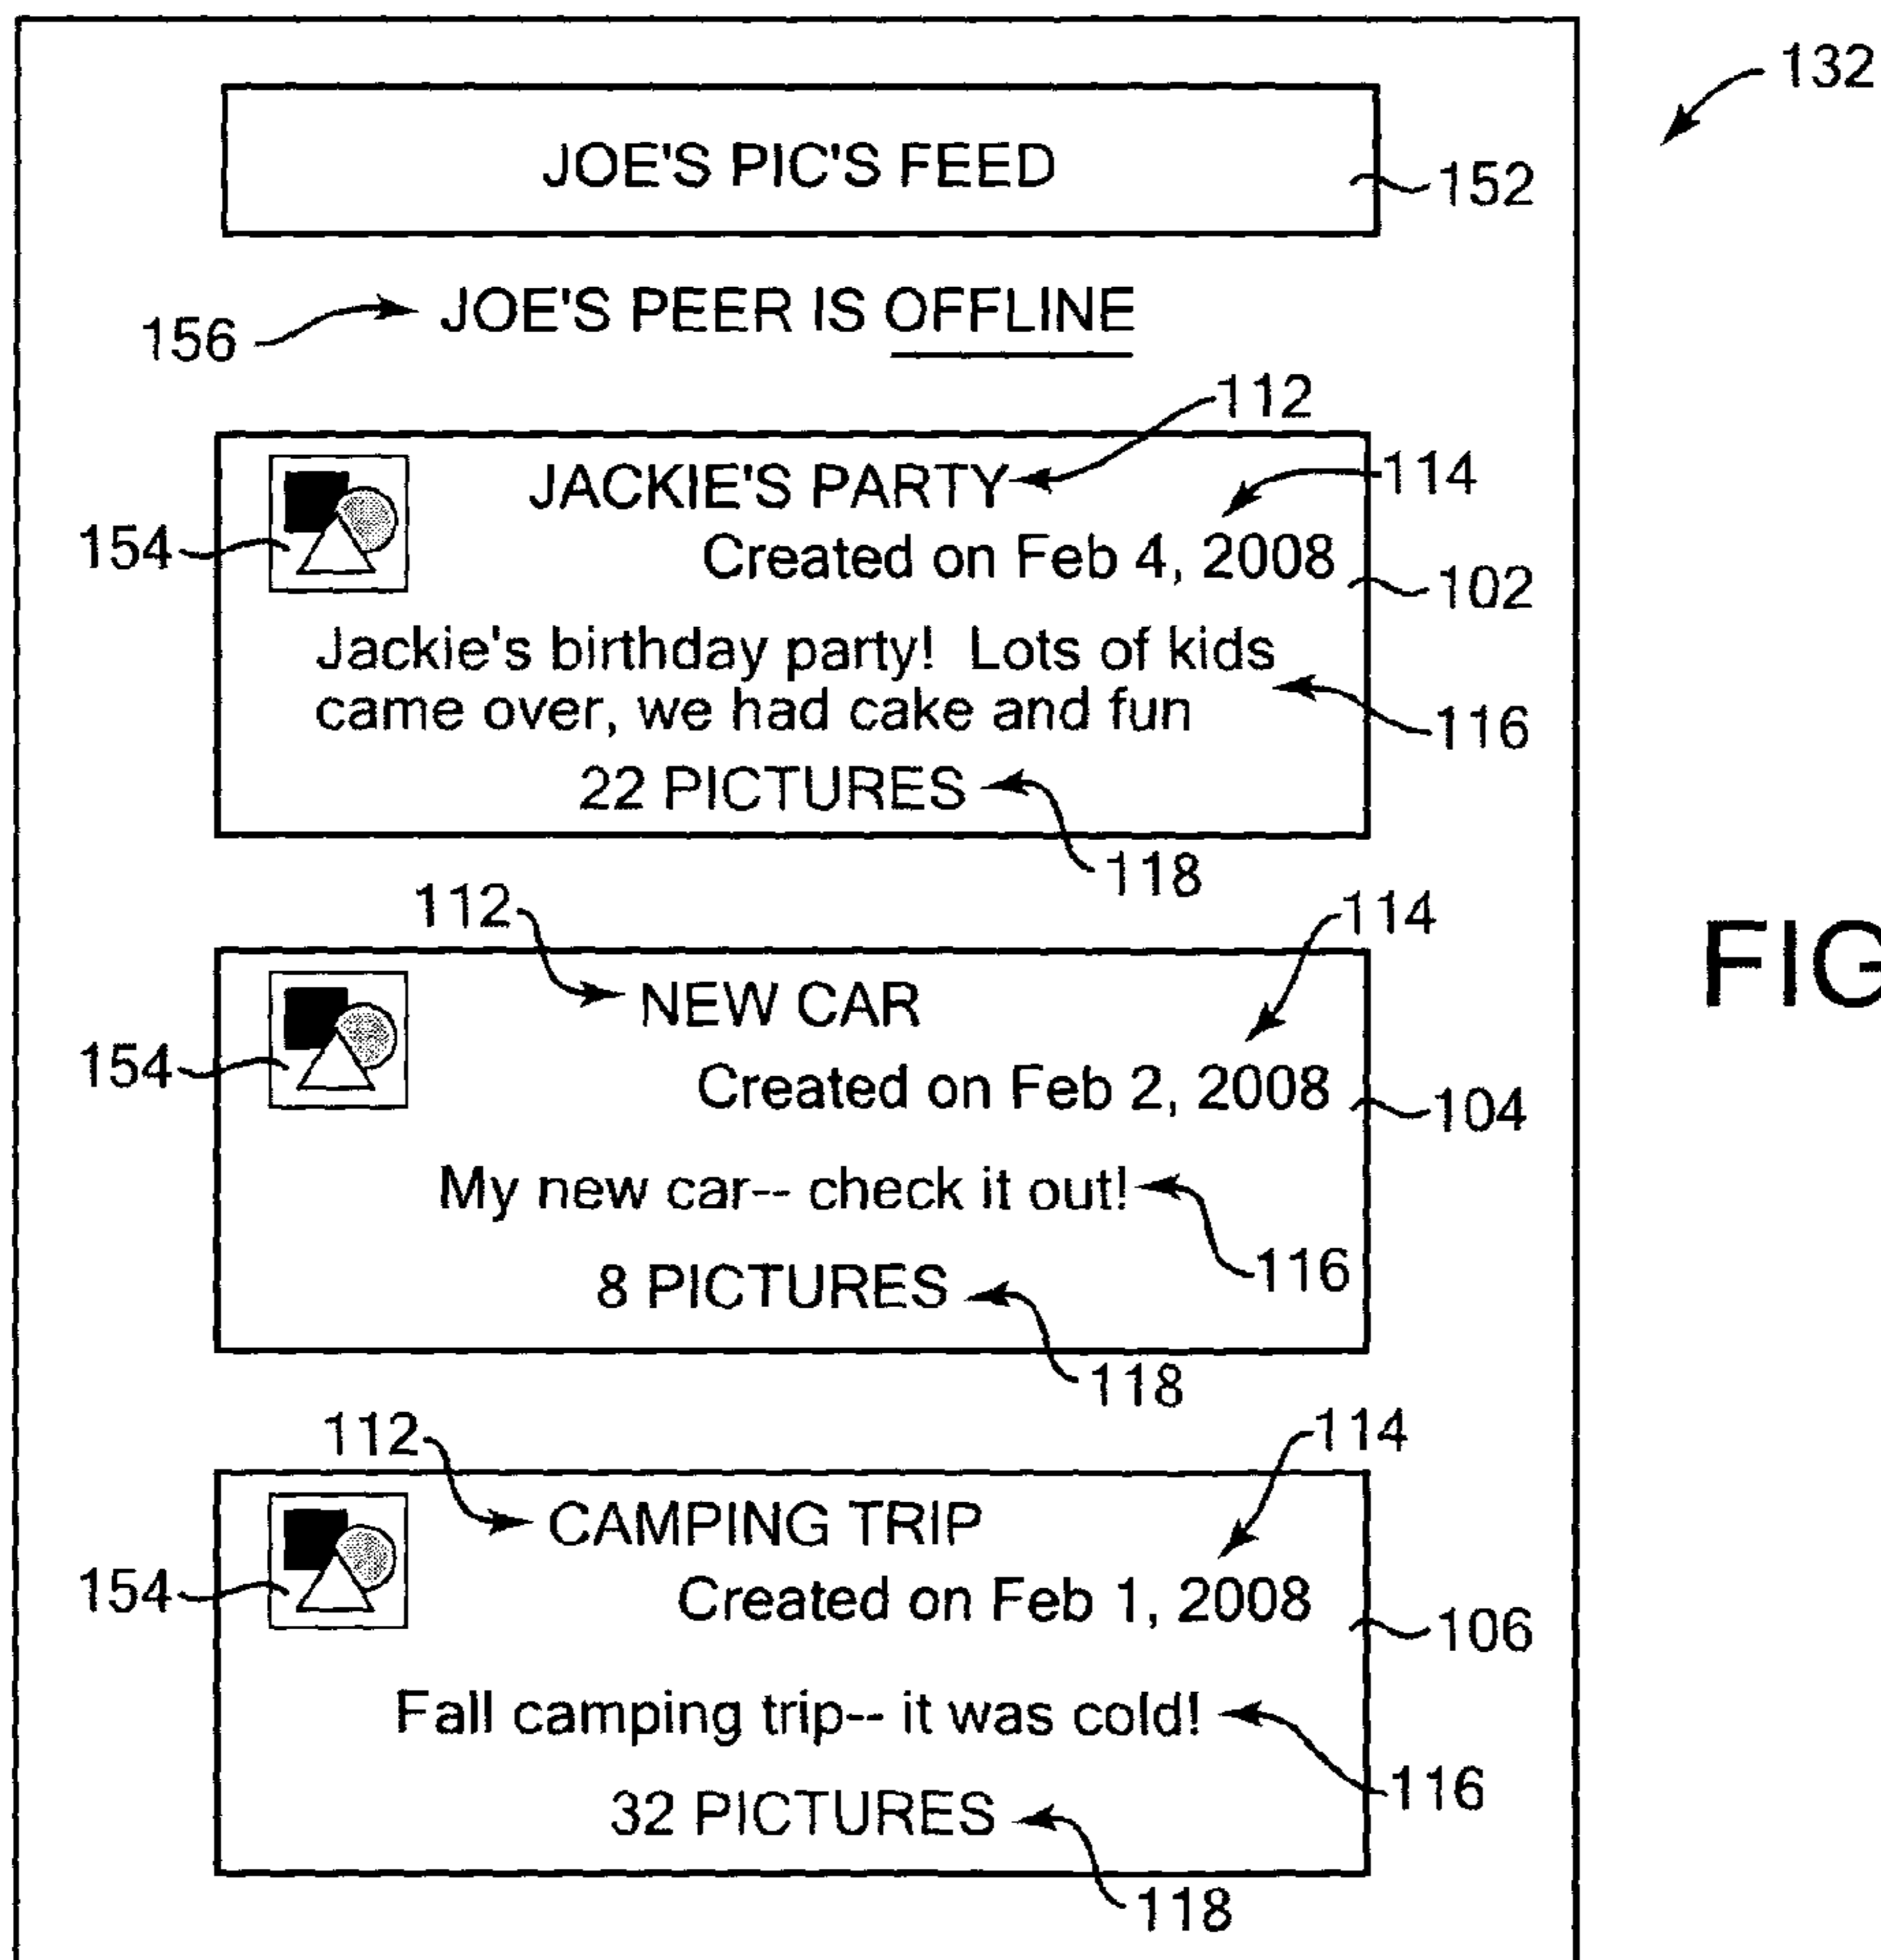 132
JOE'S PIC'S FEED
152
156
JOE'S PEER IS OFFLINE
112
JACKIE'S PARTY
114
154
Created on Feb 4, 2008
102
Jackie's birthday party! Lots of kids
came over, we had cake and fun
116
22 PICTURES
118
112
114
NEW CAR
154
Created on Feb 2, 2008
104
My new car-- check it out!
116
8 PICTURES
118
112
114
CAMPING TRIP
154
Created on Feb 1, 2008
106
Fall camping trip-- it was cold!
116
32 PICTURES
118
FIG